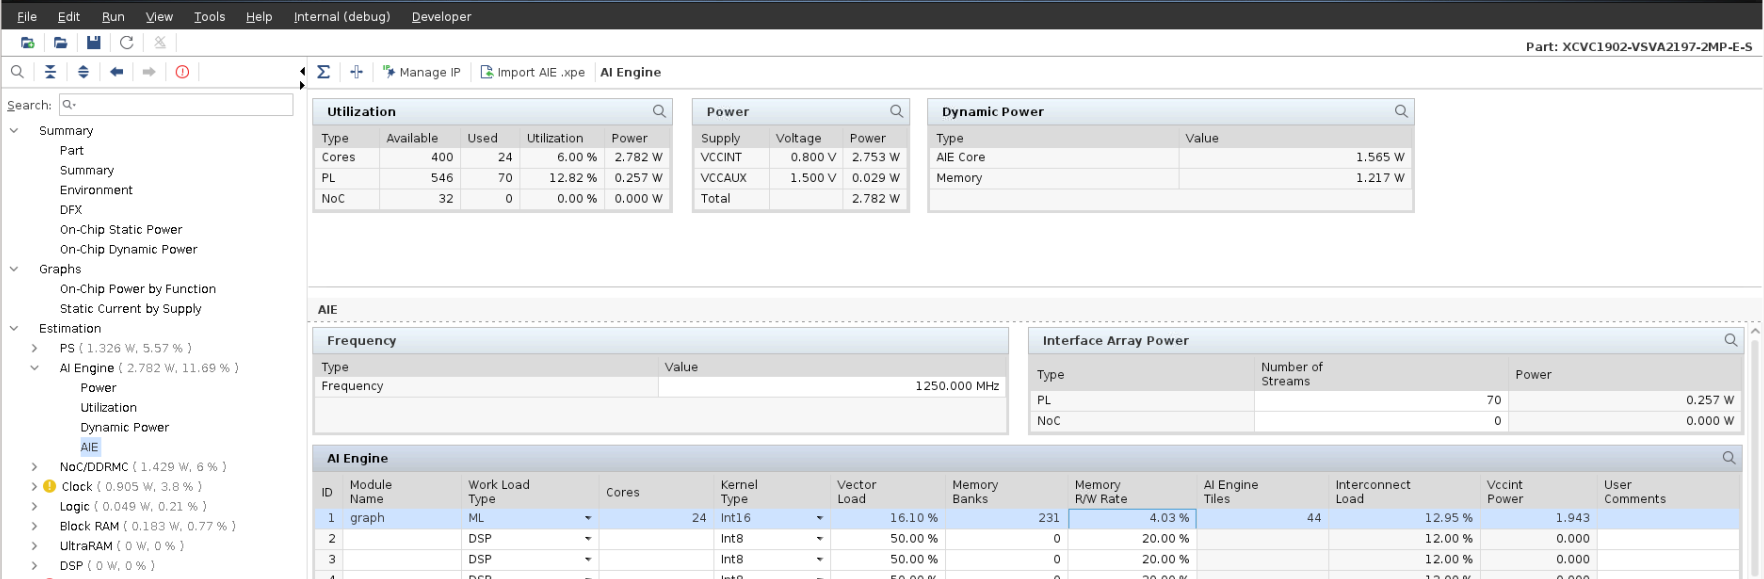 File Edit Run View Tools Help Internal (debug) Developer
Part: XCVC1902-VSVA2197-2MP-E-S
Manage IP Import AIE .xpe AI Engine
Search:
Summary
Part
Summary
Environment
DFX
On-Chip Static Power
On-Chip Dynamic Power
Graphs
On-Chip Power by Function
Static Current by Supply
Estimation
PS ( 1.326 W, 5.57 % )
AI Engine ( 2.782 W, 11.69 % )
Power
Utilization
Dynamic Power
AIE
NoC/DDRMC ( 1.429 W, 6 % )
Clock ( 0.905 W, 3.8 % )
Logic ( 0.049 W, 0.21 % )
Block RAM ( 0.183 W, 0.77 % )
UltraRAM ( 0 W, 0 % )
DSP ( 0 W, 0 % )
Utilization
Type Available Used Utilization Power
Cores 400 24 6.00 % 2.782 W
PL 546 70 12.82 % 0.257 W
NoC 32 0 0.00 % 0.000 W
Power
Supply Voltage Power
VCCINT 0.800 V 2.753 W
VCCAUX 1.500 V 0.029 W
Total 2.782 W
Dynamic Power
Type Value
AIE Core 1.565 W
Memory 1.217 W
AIE
Frequency
Type Value
Frequency 1250.000 MHz
Interface Array Power
Type Number of Streams Power
PL 70 0.257 W
NoC 0 0.000 W
AI Engine
ID Module Name Work Load Type Cores Kernel Type Vector Load Memory Banks Memory R/W Rate AI Engine Tiles Interconnect Load Vccint Power User Comments
1 graph ML 24 Int16 16.10 % 231 4.03 % 44 12.95 % 1.943
2 DSP Int8 50.00 % 0 20.00 % 12.00 % 0.000
3 DSP Int8 50.00 % 0 20.00 % 12.00 % 0.000